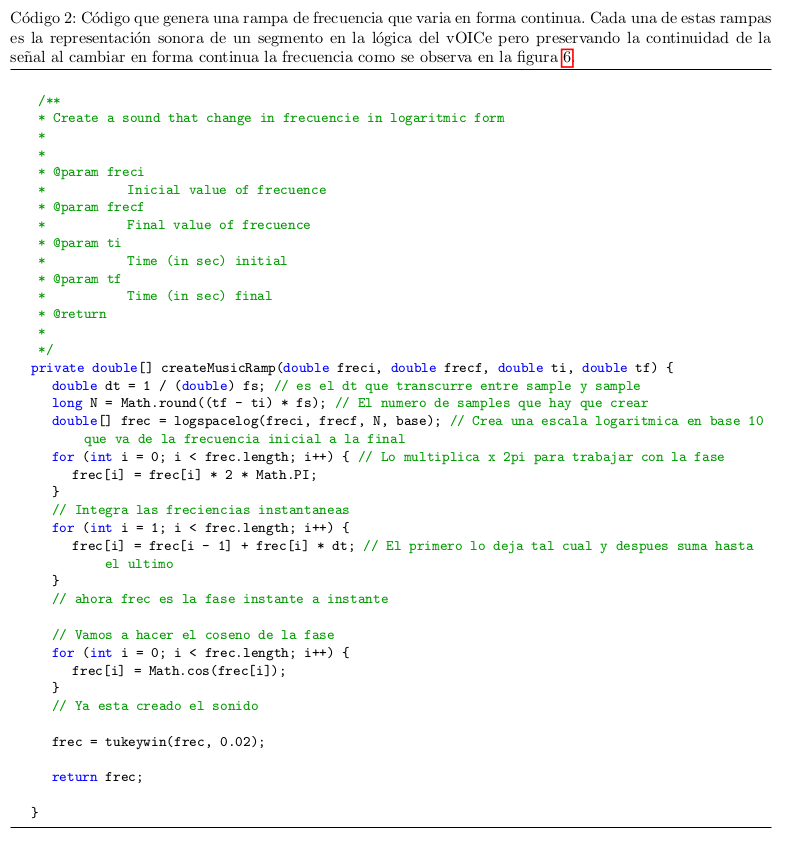 Código 2: Código que genera una rampa de frecuencia que varia en forma continua. Cada una de estas rampas
es la representación sonora de un segmento en la lógica del vOICe pero preservando la continuidad de la
señal al cambiar en forma continua la frecuencia como se observa en la figura 6
/**
* Create a sound that change in frecuencie in logaritmic form
*
*
* @param freci
*          Inicial value of frecuence
* @param frecf
*          Final value of frecuence
* @param ti
*          Time (in sec) initial
* @param tf
*          Time (in sec) final
* @return
*
*/
private double[] createMusicRamp(double freci, double frecf, double ti, double tf) {
double dt = 1 / (double) fs; // es el dt que transcurre entre sample y sample
long N = Math.round((tf - ti) * fs); // El numero de samples que hay que crear
double[] frec = logspacelog(freci, frecf, N, base); // Crea una escala logaritmica en base 10
que va de la frecuencia inicial a la final
for (int i = 0; i < frec.length; i++) { // Lo multiplica x 2pi para trabajar con la fase
frec[i] = frec[i] * 2 * Math.PI;
}
// Integra las freciencias instantaneas
for (int i = 1; i < frec.length; i++) {
frec[i] = frec[i - 1] + frec[i] * dt; // El primero lo deja tal cual y despues suma hasta
el ultimo
}
// ahora frec es la fase instante a instante
// Vamos a hacer el coseno de la fase
for (int i = 0; i < frec.length; i++) {
frec[i] = Math.cos(frec[i]);
}
// Ya esta creado el sonido
frec = tukeywin(frec, 0.02);
return frec;
}